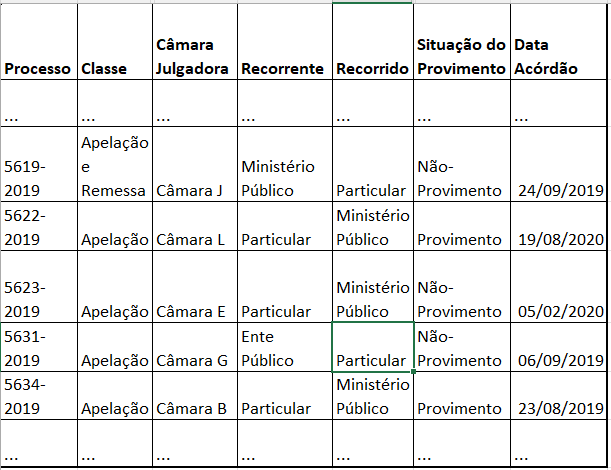 Processo Classe Câmara Julgadora Recorrente Recorrido Situação do Provimento Data Acórdão
... ... ... ... ... ... ...
5619-2019 Apelação e Remessa Câmara J Ministério Público Particular Não-Provimento 24/09/2019
5622-2019 Apelação Câmara L Particular Ministério Público Provimento 19/08/2020
5623-2019 Apelação Câmara E Particular Ministério Público Não-Provimento 05/02/2020
5631-2019 Apelação Câmara G Ente Público Particular Não-Provimento 06/09/2019
5634-2019 Apelação Câmara B Particular Ministério Público Provimento 23/08/2019
... ... ... ... ... ... ...